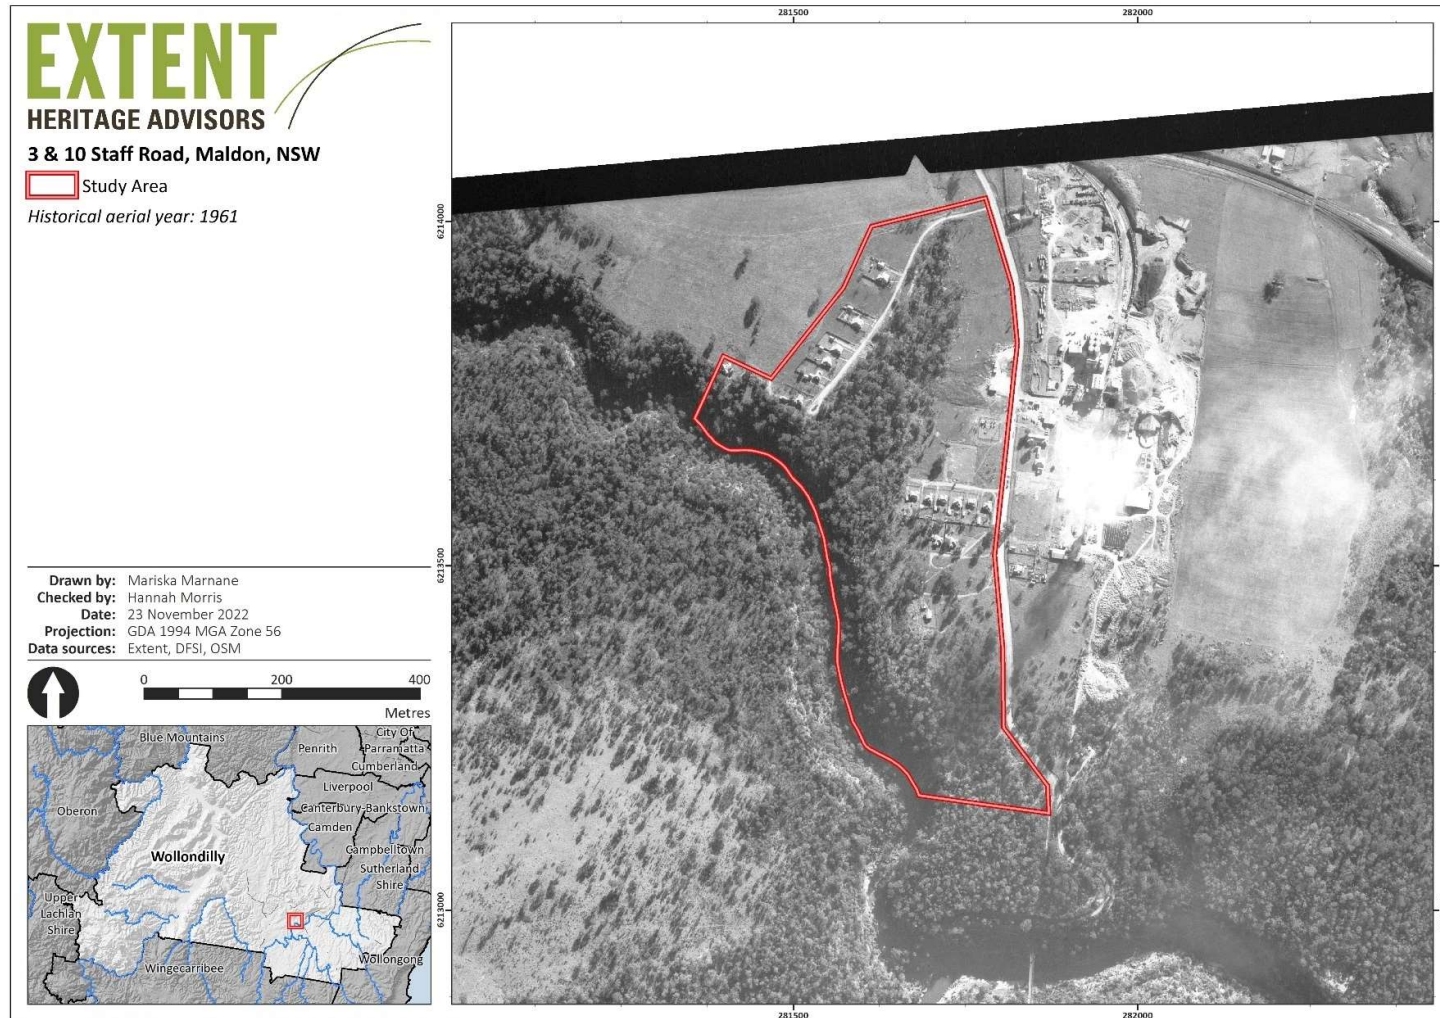 EXTENT
HERITAGE ADVISORS
3 & 10 Staff Road, Maldon, NSW
Study Area
Historical aerial year: 1961
Drawn by: Mariska Marnane
Checked by: Hannah Morris
Date: 23 November 2022
Projection: GDA 1994 MGA Zone 56
Data sources: Extent, DFSI, OSM
0 200 400
Metres
Blue Mountains
Penrith
City Of
Parramatta
Cumberland
Liverpool
Oberon
Canterbury-Bankstown
Camden
Wollondilly
Campbelltown
Sutherland
Shire
Upper
Lachlan
Shire
Wingecarribee
Wollongong
281500
282000
6214000
6213500
6213000
281500
282000